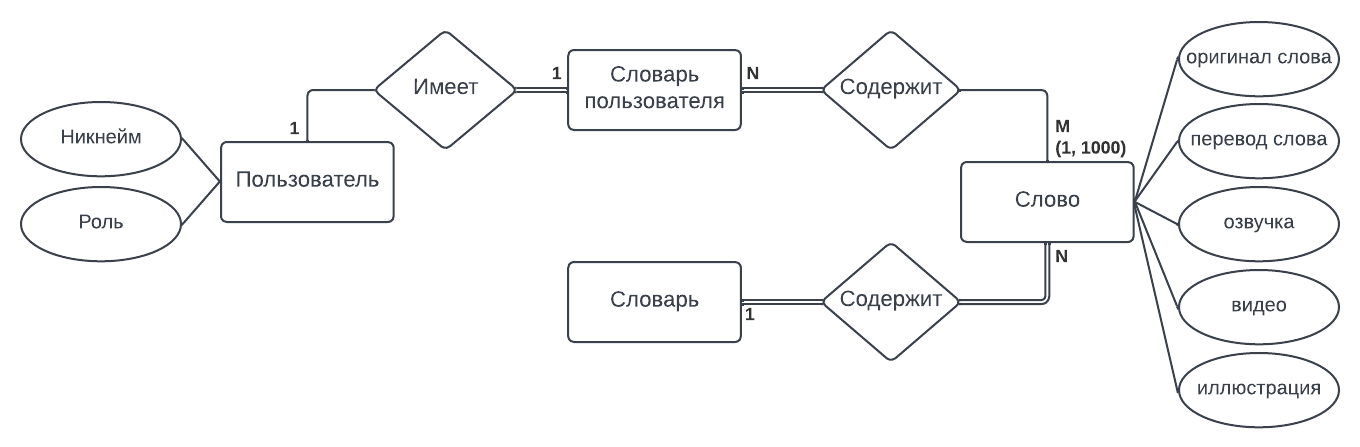 Никнейм
Роль
1
Пользователь
Имеет
1
Словарь
пользователя
N
Содержит
M
(1, 1000)
Слово
N
Словарь
1
Содержит
оригинал слова
перевод слова
озвучка
видео
иллюстрация